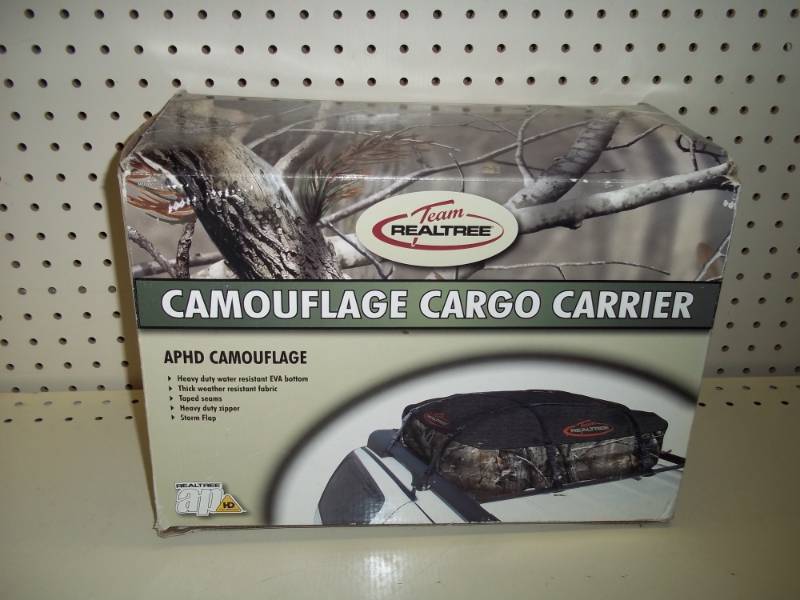 Team
REALTREE
CAMOUFLAGE CARGO CARRIER
APHD CAMOUFLAGE
Heavy duty water resistant EVA bottom
Thick weather resistant fabric
Taped seams
Heavy duty zipper
Storm Flap
Team
REALTREE
REALTREE
ap HD